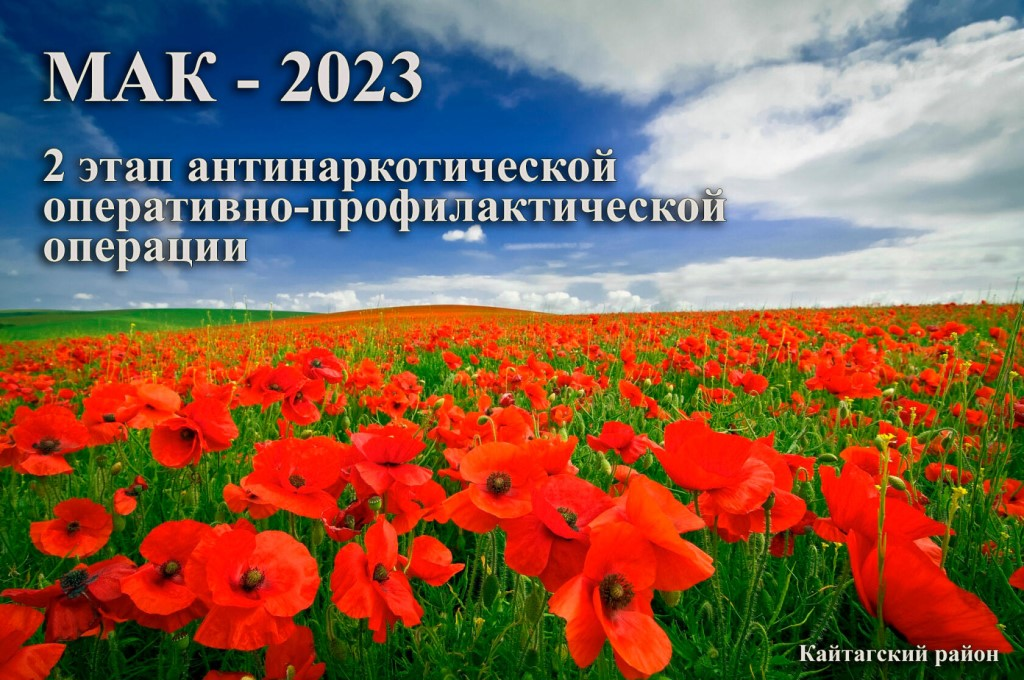 МАК - 2023
2 этап антинаркотической
оперативно-профилактической
операции
Кайтагский район